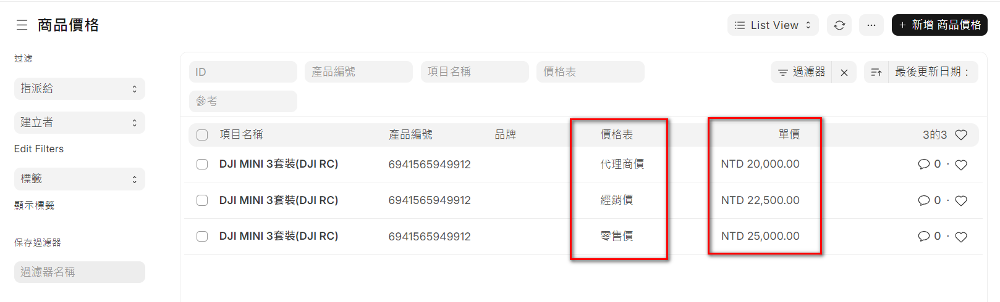 商品價格
List View
...
+ 新增 商品價格
过滤
指派給
建立者
Edit Filters
標籤
顯示標籤
保存過濾器
過濾器名稱
ID
產品編號
項目名稱
價格表
過濾器
最後更新日期：
參考
項目名稱 產品編號 品牌 價格表 單價 3的3
DJI MINI 3套裝(DJI RC) 6941565949912 代理商價 NTD 20,000.00 0 ·
DJI MINI 3套裝(DJI RC) 6941565949912 經銷價 NTD 22,500.00 0 ·
DJI MINI 3套裝(DJI RC) 6941565949912 零售價 NTD 25,000.00 0 ·